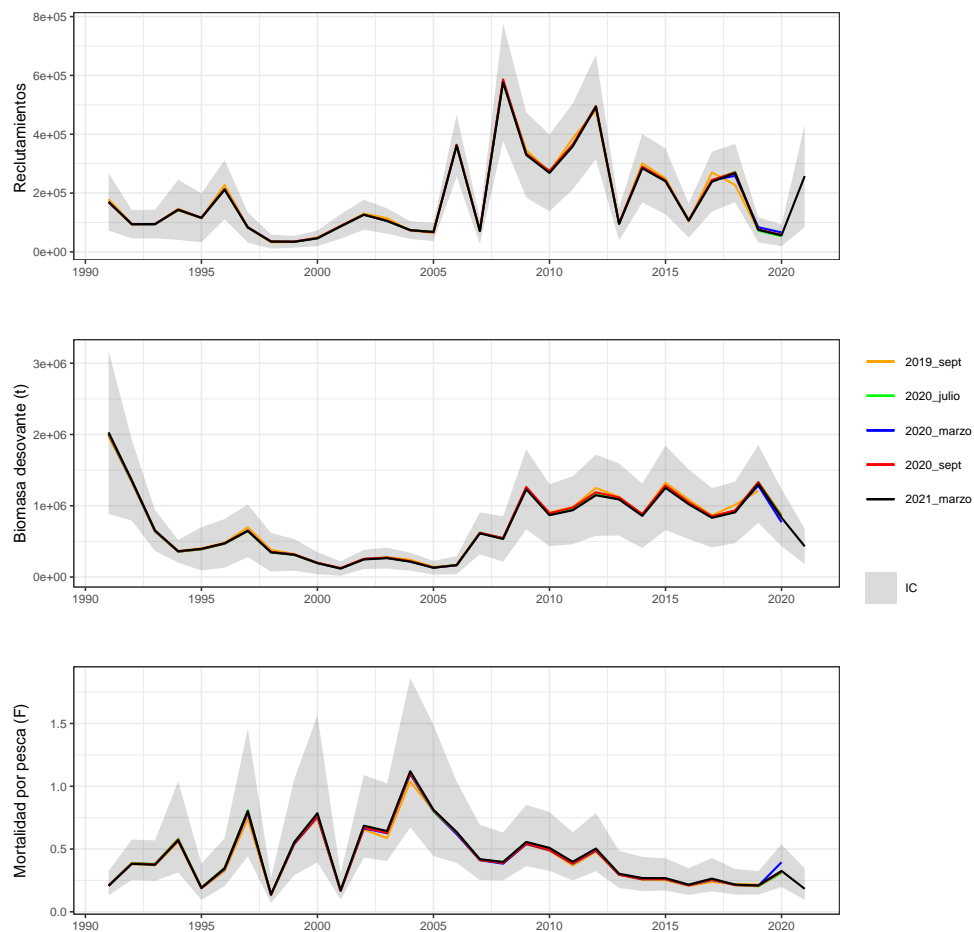 Reclutamientos
8e+05
6e+05
4e+05
2e+05
0e+00
1990 1995 2000 2005 2010 2015 2020
Biomasa desovante (t)
3e+06
2e+06
1e+06
0e+00
1990 1995 2000 2005 2010 2015 2020
2019_sept
2020_julio
2020_marzo
2020_sept
2021_marzo
IC
Mortalidad por pesca (F)
1.5
1.0
0.5
0.0
1990 1995 2000 2005 2010 2015 2020